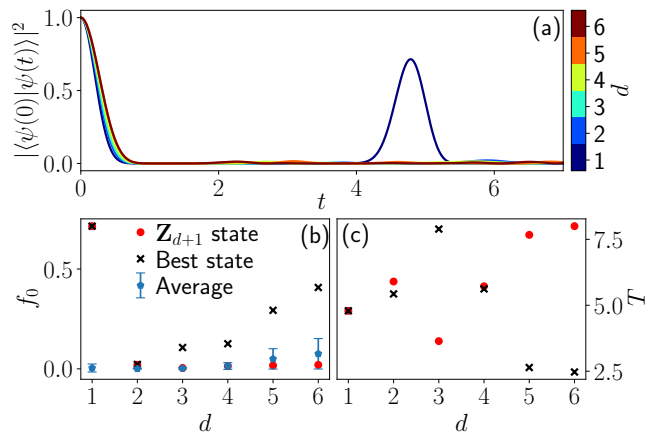 (a)
|⟨ψ(0)|ψ(t)⟩|²
1.0
0.5
0.0
0 2 4 6
t
6
5
4
3
2
1
d
(b)
● Z_{d+1} state
× Best state
Average
f₀
0.5
0.0
1 2 3 4 5 6
d
(c)
7.5
5.0
2.5
T
1 2 3 4 5 6
d